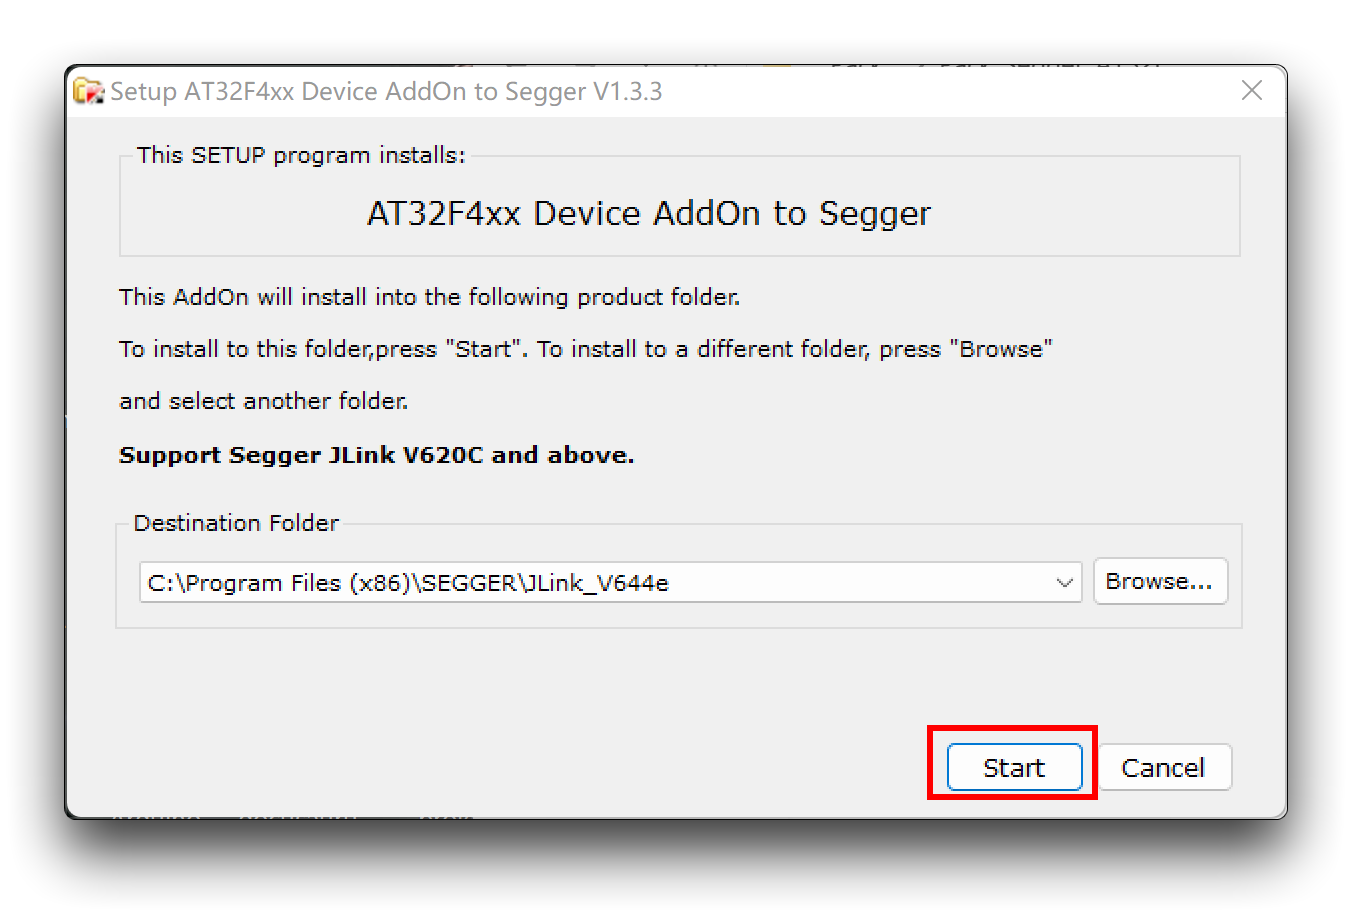 Setup AT32F4xx Device AddOn to Segger V1.3.3
This SETUP program installs:
AT32F4xx Device AddOn to Segger
This AddOn will install into the following product folder.
To install to this folder,press "Start". To install to a different folder, press "Browse"
and select another folder.
Support Segger JLink V620C and above.
Destination Folder
C:\Program Files (x86)\SEGGER\JLink_V644e
Browse...
Start
Cancel